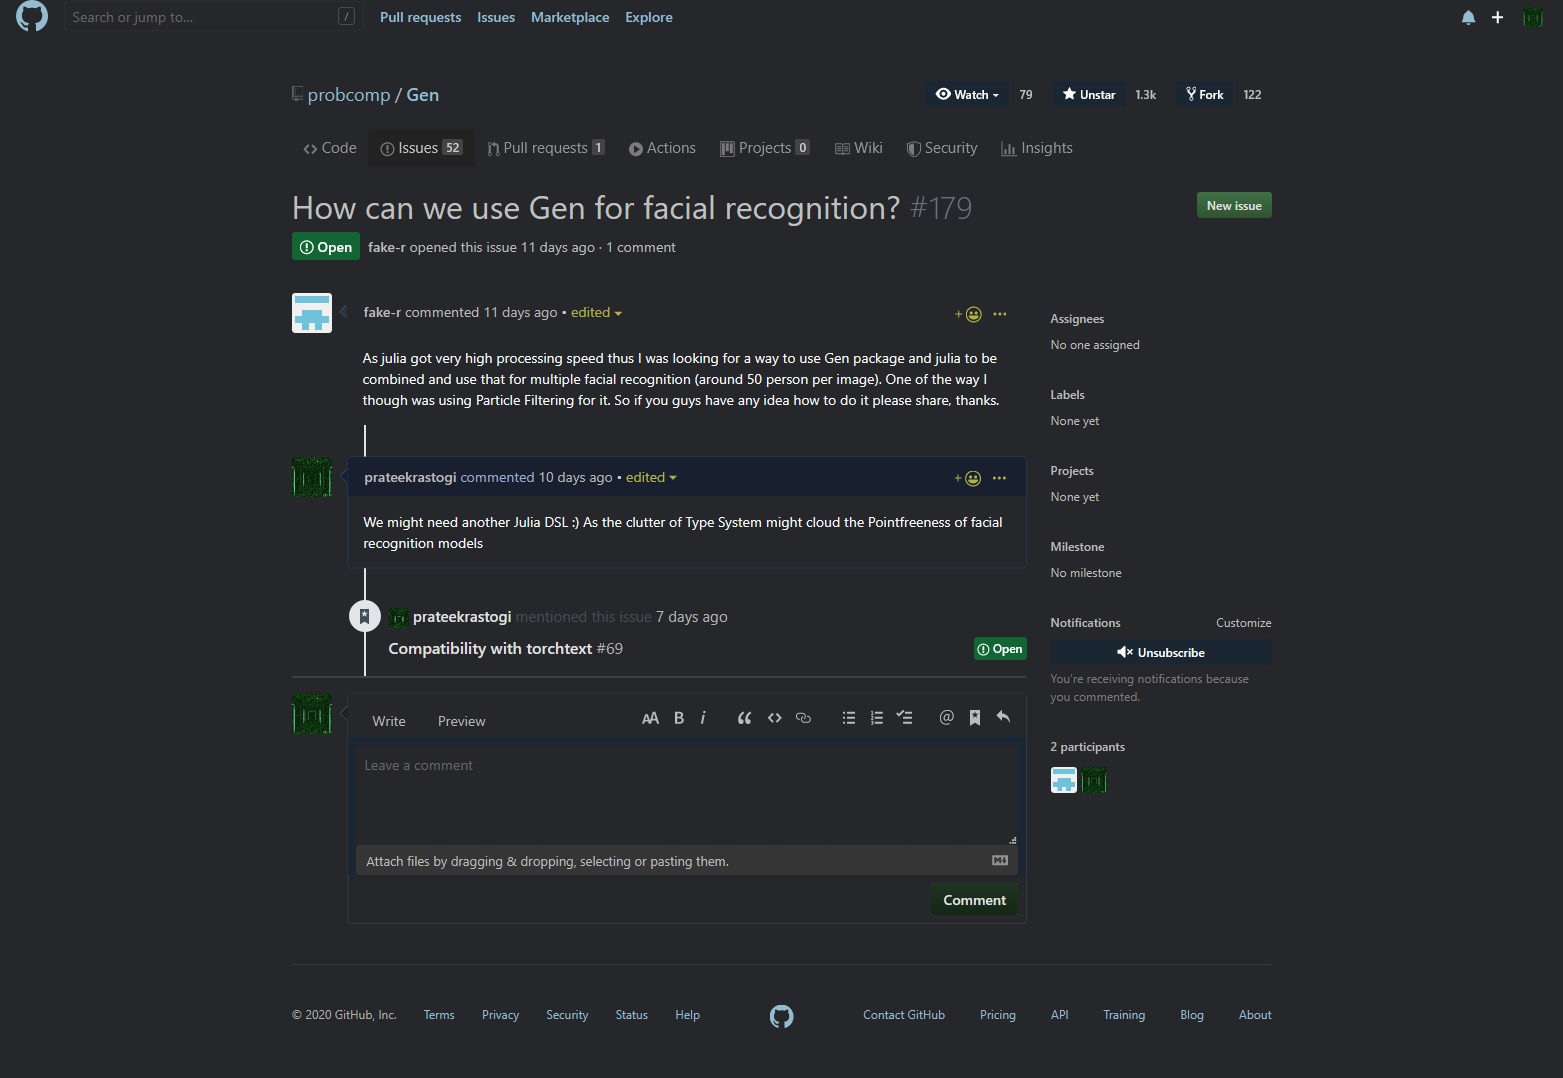 Search or jump to... /
Pull requests Issues Marketplace Explore
probcomp / Gen
Watch 79 Unstar 1.3k Fork 122
Code Issues 52 Pull requests 1 Actions Projects 0 Wiki Security Insights
How can we use Gen for facial recognition? #179
New issue
Open fake-r opened this issue 11 days ago · 1 comment
fake-r commented 11 days ago • edited
As julia got very high processing speed thus I was looking for a way to use Gen package and julia to be
combined and use that for multiple facial recognition (around 50 person per image). One of the way I
though was using Particle Filtering for it. So if you guys have any idea how to do it please share, thanks.
prateekrastogi commented 10 days ago • edited
We might need another Julia DSL :) As the clutter of Type System might cloud the Pointfreeness of facial
recognition models
prateekrastogi mentioned this issue 7 days ago
Compatibility with torchtext #69
Open
Write Preview
Leave a comment
Attach files by dragging & dropping, selecting or pasting them.
Comment
Assignees
No one assigned
Labels
None yet
Projects
None yet
Milestone
No milestone
Notifications Customize
Unsubscribe
You're receiving notifications because
you commented.
2 participants
© 2020 GitHub, Inc. Terms Privacy Security Status Help Contact GitHub Pricing API Training Blog About